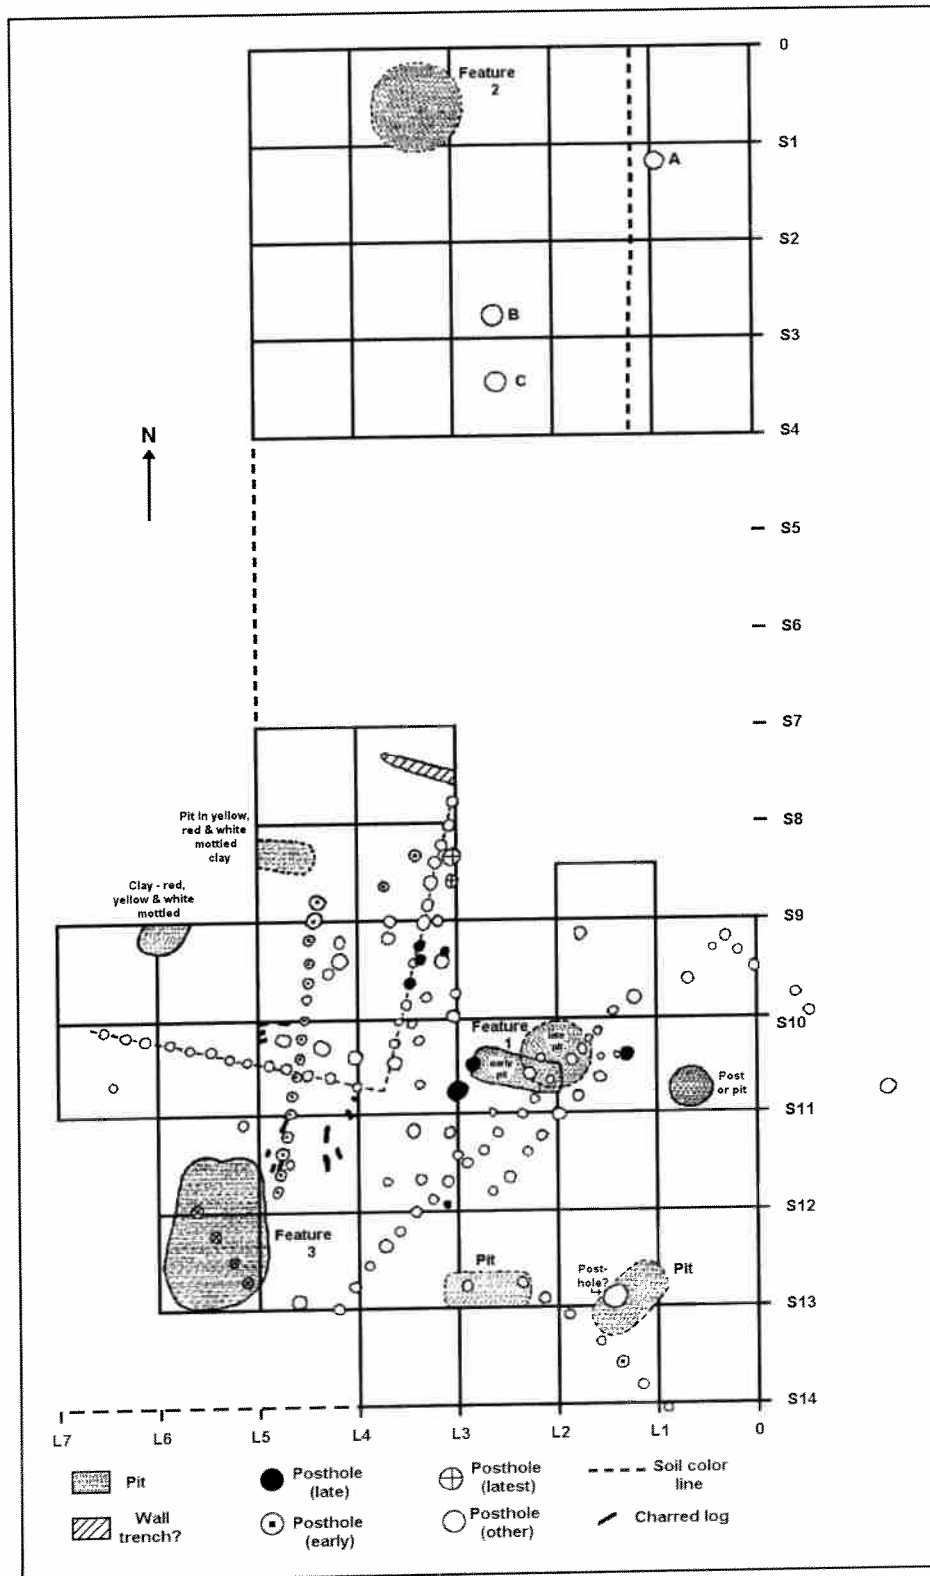 0
Feature
2
S1
A
S2
B
S3
C
S4
N
S5
S6
S7
Pit in yellow,
red & white
mottled
clay
S8
Clay - red,
yellow & white
mottled
S9
S10
Feature
1
late
pit
early
pit
Post
or pit
S11
S12
Feature
3
Pit
Post-
hole?
Pit
S13
S14
L7
L6
L5
L4
L3
L2
L1
0
Pit
Posthole
(late)
Posthole
(latest)
Soil color
line
Wall
trench?
Posthole
(early)
Posthole
(other)
Charred log